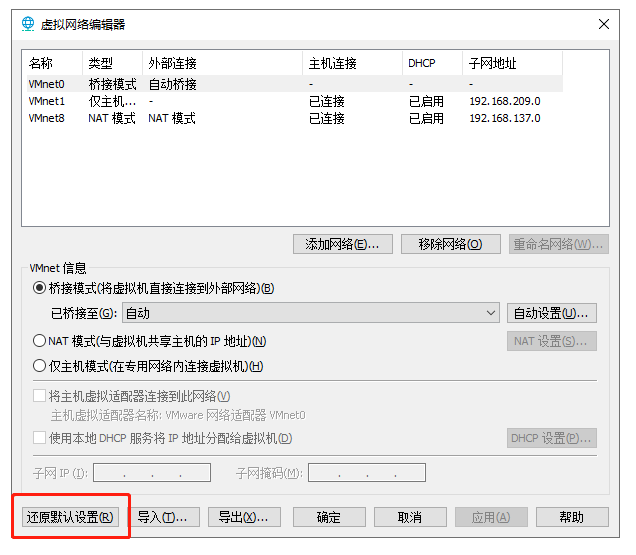 虚拟网络编辑器
名称 类型 外部连接 主机连接 DHCP 子网地址
VMnet0 桥接模式 自动桥接 - - -
VMnet1 仅主机... - 已连接 已启用 192.168.209.0
VMnet8 NAT 模式 NAT 模式 已连接 已启用 192.168.137.0
添加网络(E)... 移除网络(O) 重命名网络(W)...
VMnet 信息
桥接模式(将虚拟机直接连接到外部网络)(B)
已桥接至(G): 自动 自动设置(U)...
NAT 模式(与虚拟机共享主机的 IP 地址)(N) NAT 设置(S)...
仅主机模式(在专用网络内连接虚拟机)(H)
将主机虚拟适配器连接到此网络(V)
主机虚拟适配器名称: VMware 网络适配器 VMnet0
使用本地 DHCP 服务将 IP 地址分配给虚拟机(D) DHCP 设置(P)...
子网 IP (I): . . . 子网掩码(M): . . .
还原默认设置(R) 导入(T)... 导出(X)... 确定 取消 应用(A) 帮助